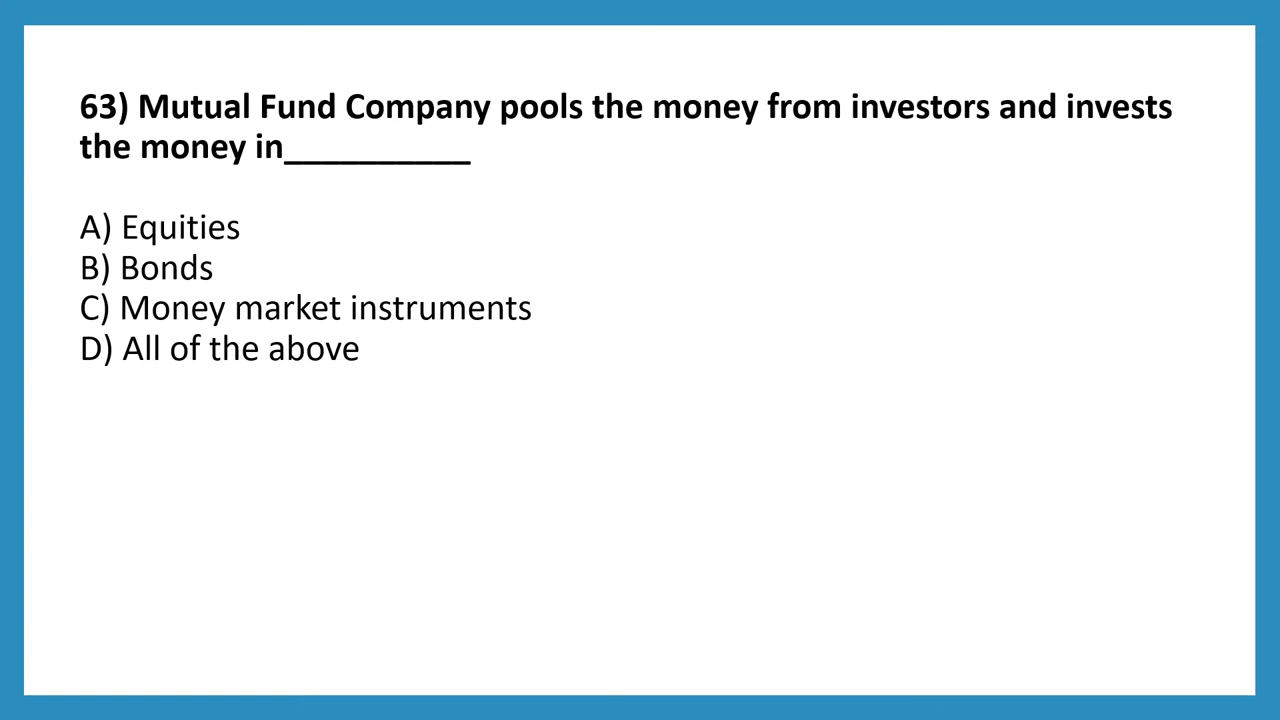 63) Mutual Fund Company pools the money from investors and invests
the money in__________
A) Equities
B) Bonds
C) Money market instruments
D) All of the above